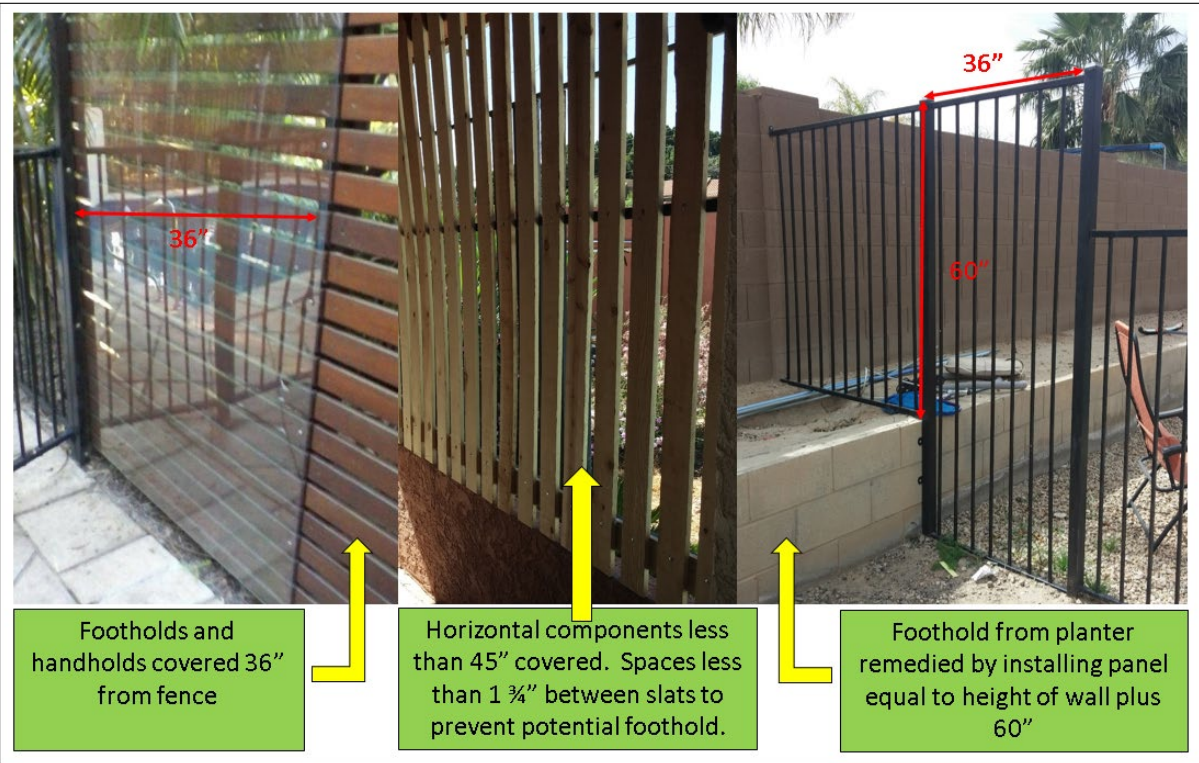 36”
36”
60”
Footholds and
handholds covered 36”
from fence
Horizontal components less
than 45” covered.  Spaces less
than 1 ¾” between slats to
prevent potential foothold.
Foothold from planter
remedied by installing panel
equal to height of wall plus
60”